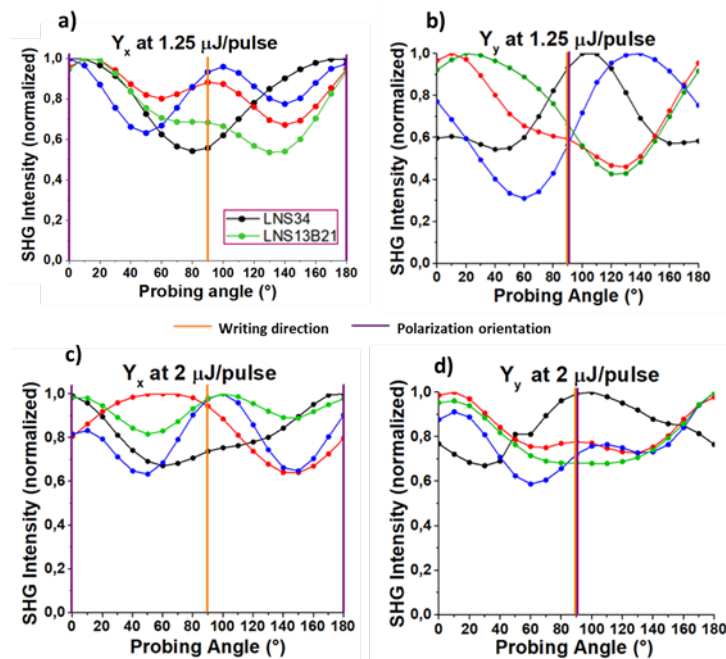 a)
Yx at 1.25 μJ/pulse
SHG Intensity (normalized)
1,0
0,8
0,6
0,4
0,2
0,0
0 20 40 60 80 100 120 140 160 180
Probing angle (°)
LNS34
LNS13B21
b)
Yy at 1.25 μJ/pulse
SHG Intensity (normalized)
1,0
0,8
0,6
0,4
0,2
0,0
0 20 40 60 80 100 120 140 160 180
Probing Angle (°)
Writing direction
Polarization orientation
c)
Yx at 2 μJ/pulse
SHG Intensity (normalized)
1,0
0,8
0,6
0,4
0,2
0,0
0 20 40 60 80 100 120 140 160 180
Probing Angle (°)
d)
Yy at 2 μJ/pulse
SHG Intensity (normalized)
1,0
0,8
0,6
0,4
0,2
0,0
0 20 40 60 80 100 120 140 160 180
Probing Angle (°)